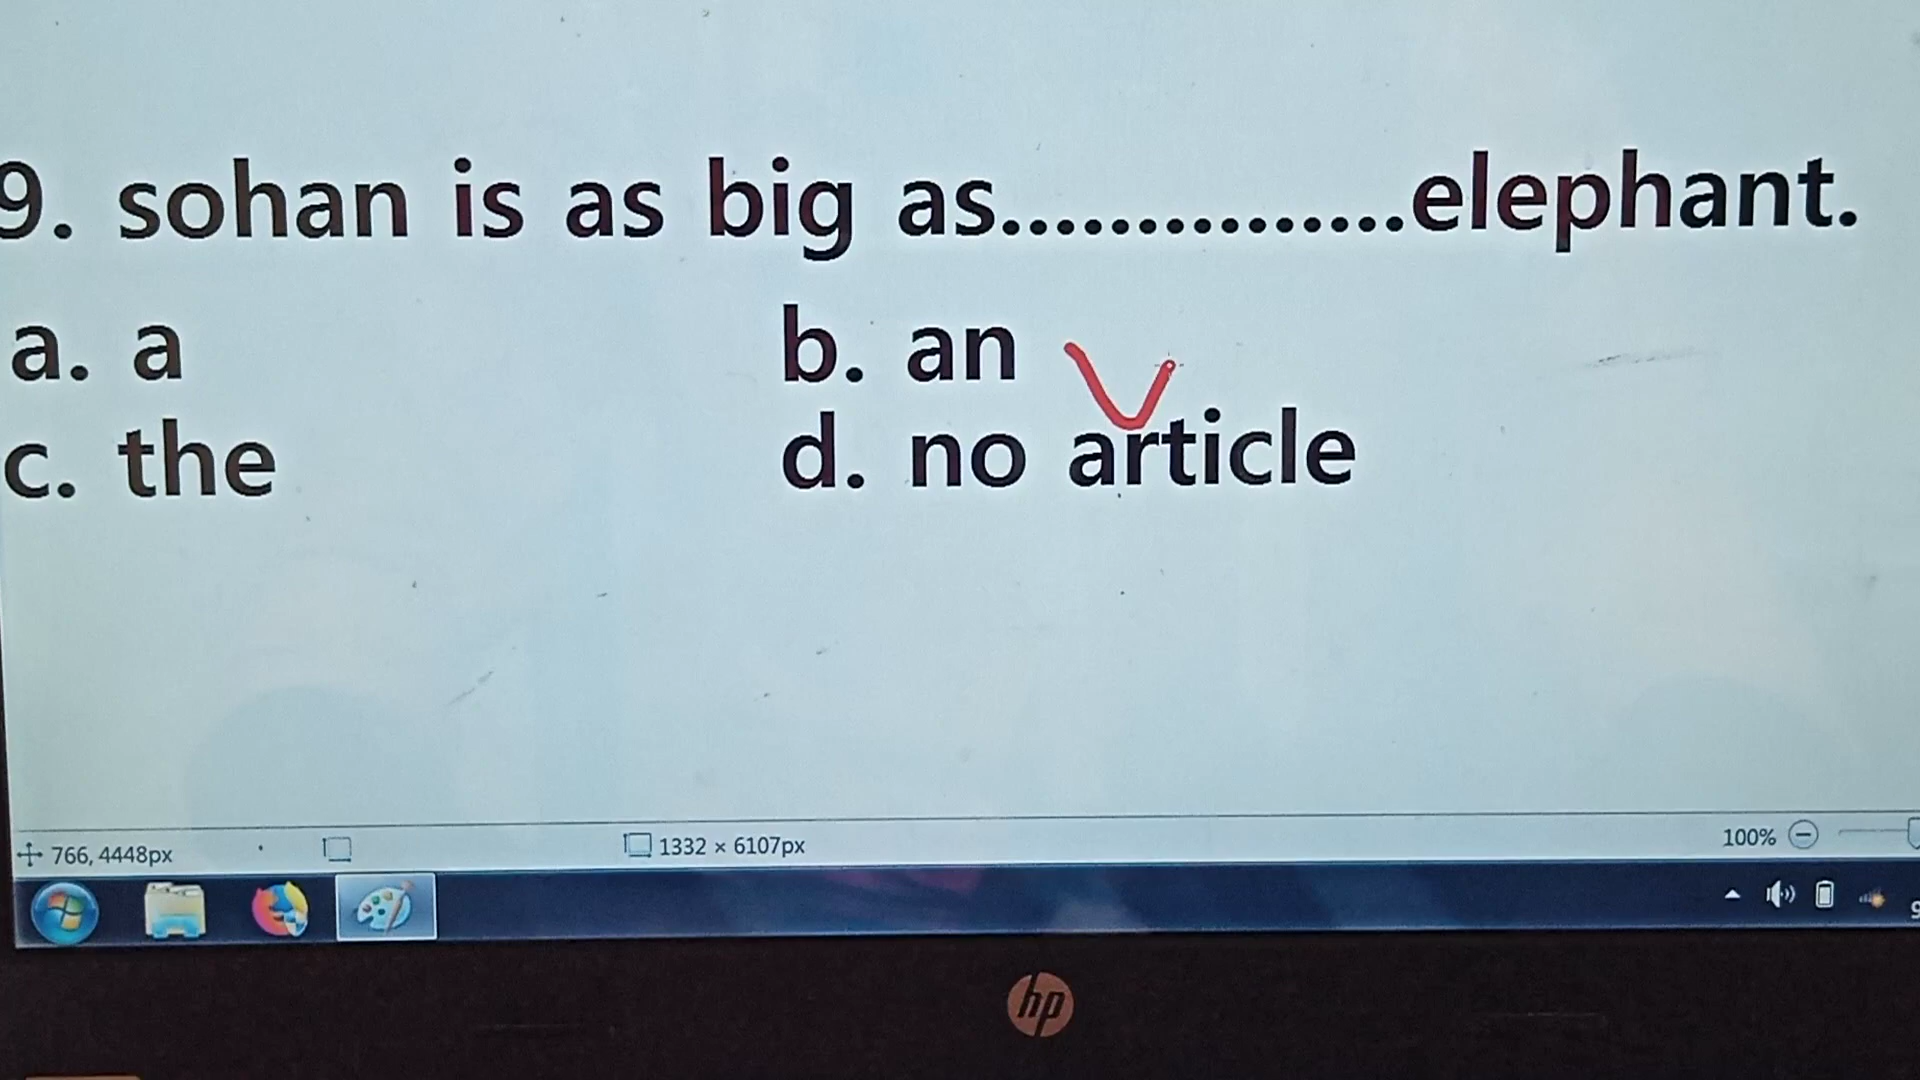 9. sohan is as big as...............elephant.
a. a b. an
c. the d. no article
766, 4448px 1332 × 6107px 100%
hp